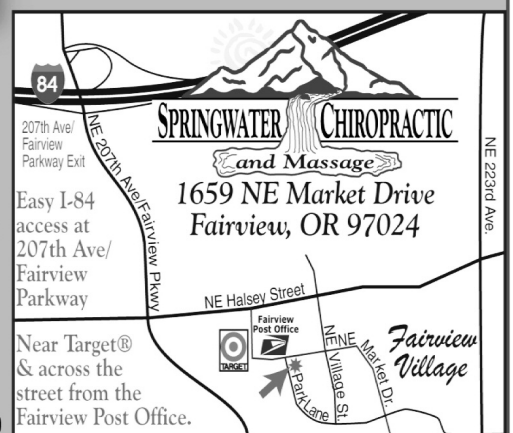 84
207th Ave/
Fairview
Parkway Exit
NE 207th Ave/Fairview Pkwy
SPRINGWATER CHIROPRACTIC
and Massage
1659 NE Market Drive
Fairview, OR 97024
NE 223rd Ave.
Easy I-84
access at
207th Ave/
Fairview
Parkway
NE Halsey Street
Fairview
Post Office
TARGET
NE Village St.
NE Market Dr.
Park Lane
Fairview
Village
Near Target®
& across the
street from the
Fairview Post Office.